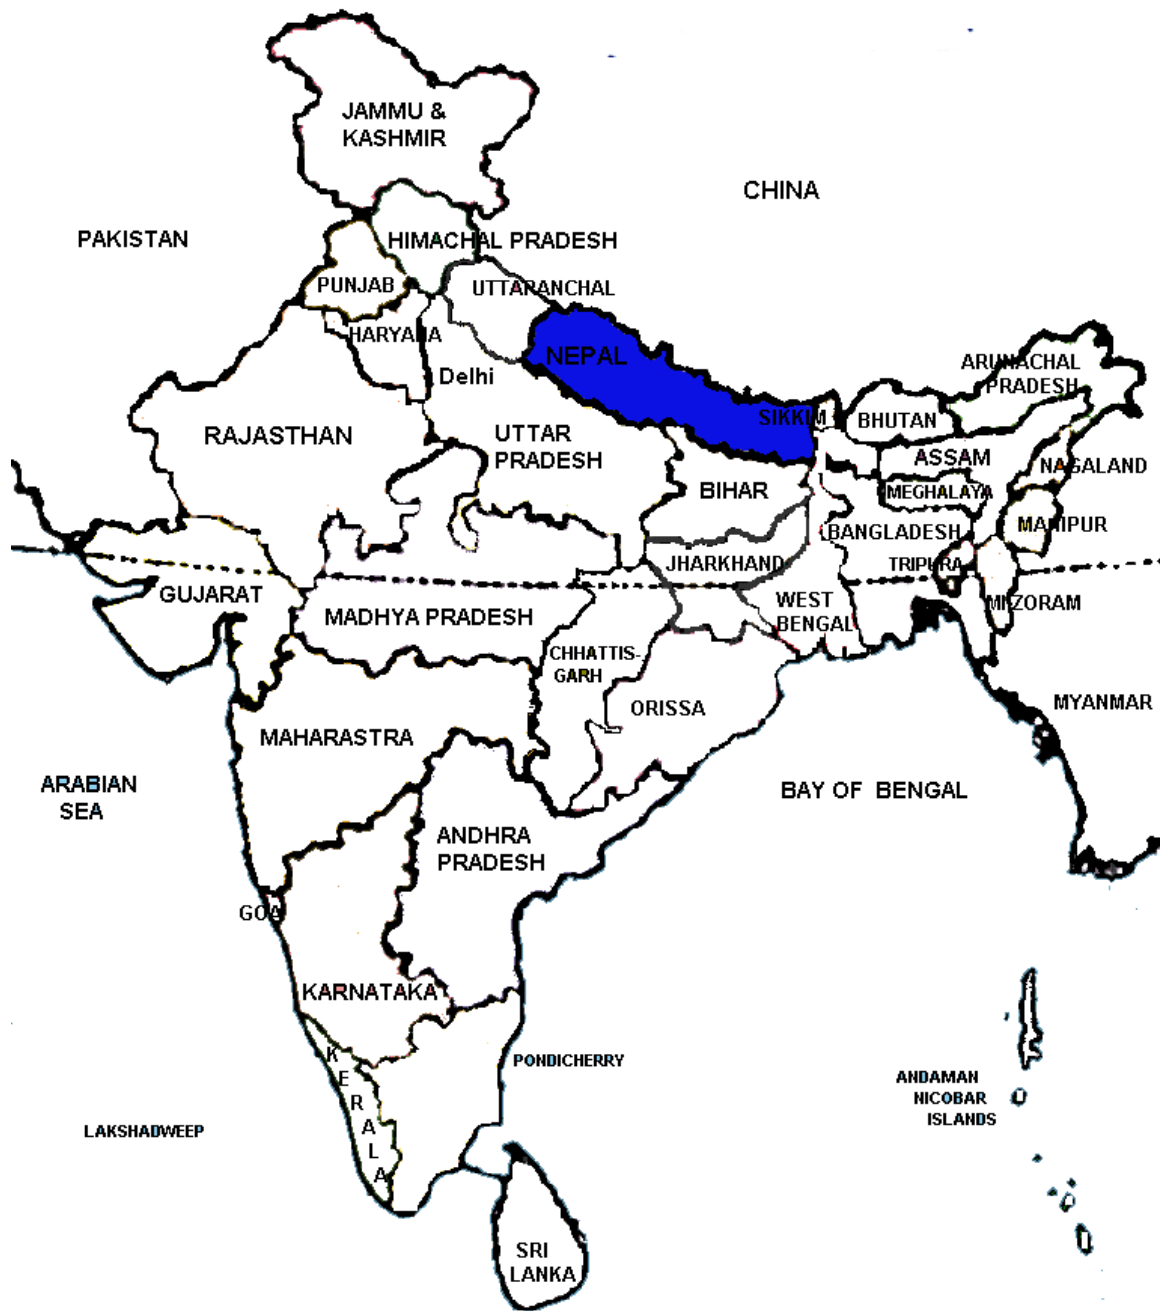 JAMMU &
KASHMIR
CHINA
PAKISTAN
HIMACHAL PRADESH
PUNJAB
UTTARANCHAL
HARYANA
NEPAL
Delhi
ARUNACHAL
PRADESH
SIKKIM
BHUTAN
RAJASTHAN
UTTAR
PRADESH
ASSAM
NAGALAND
BIHAR
MEGHALAYA
MANIPUR
BANGLADESH
JHARKHAND
TRIPURA
GUJARAT
MADHYA PRADESH
WEST
BENGAL
MIZORAM
CHHATTIS-
GARH
ORISSA
MYANMAR
MAHARASTRA
ARABIAN
SEA
BAY OF BENGAL
ANDHRA
PRADESH
GOA
KARNATAKA
PONDICHERRY
KERALA
ANDAMAN
NICOBAR
ISLANDS
LAKSHADWEEP
SRI
LANKA